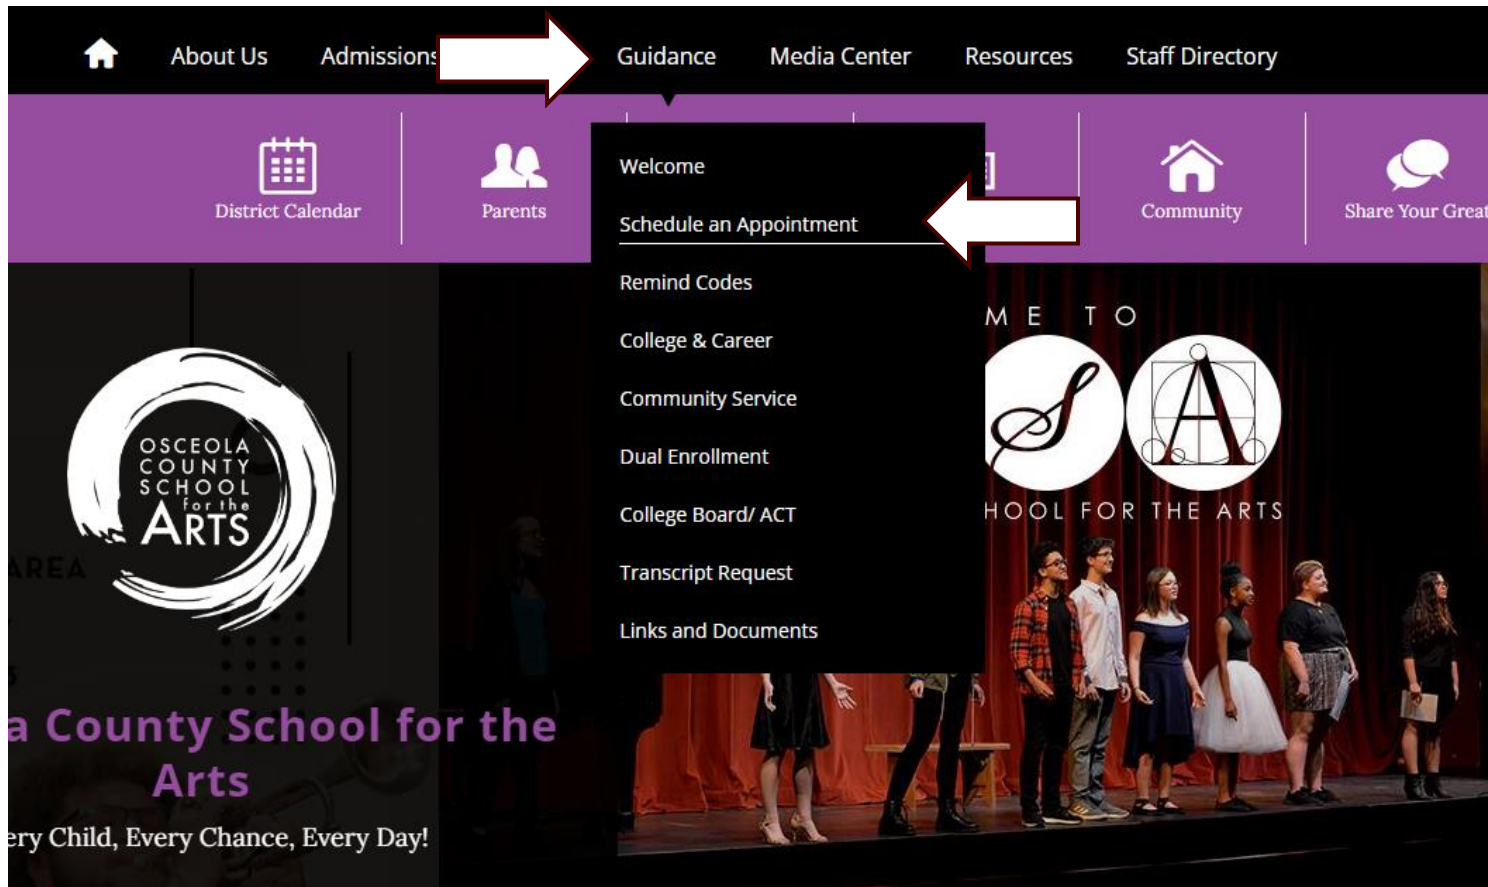 About Us
Admissions
Guidance
Media Center
Resources
Staff Directory
District Calendar
Parents
Community
Share Your Great
Welcome
Schedule an Appointment
Remind Codes
College & Career
Community Service
Dual Enrollment
College Board/ ACT
Transcript Request
Links and Documents
OSCEOLA
COUNTY
SCHOOL
for the
ARTS
AREA
M E T O
S A
HOOL FOR THE ARTS
a County School for the
Arts
ery Child, Every Chance, Every Day!